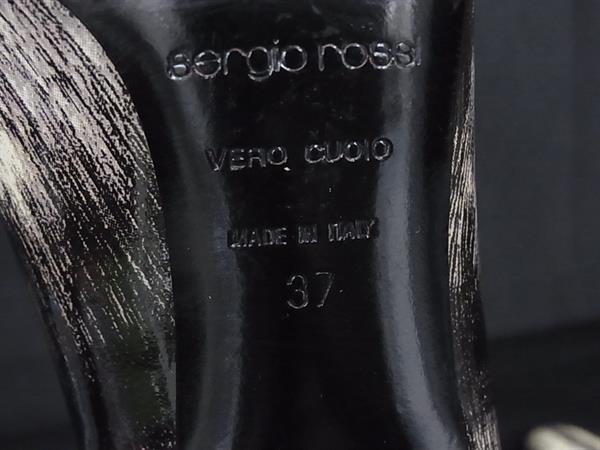 sergio rossi
VERO CUOIO
MADE IN ITALY
37